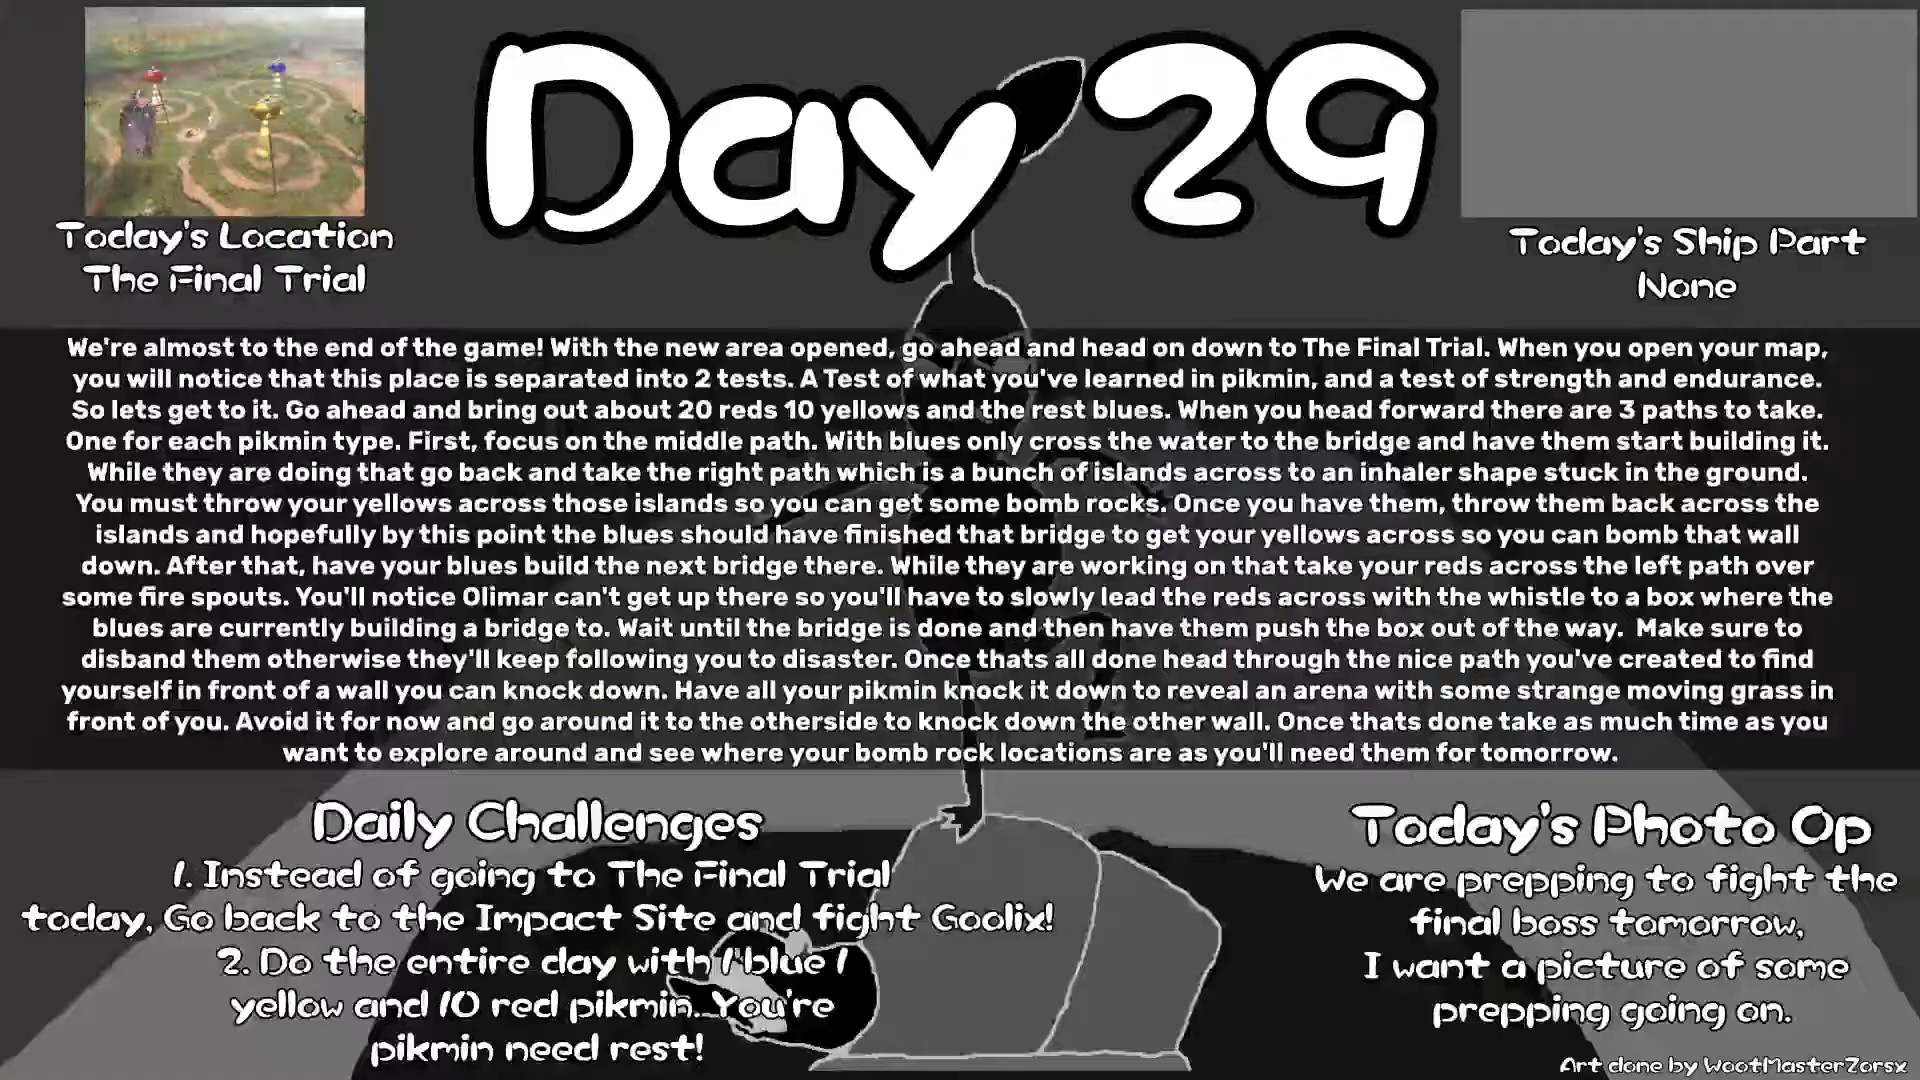 Day 29
Today's Location
The Final Trial
Today's Ship Part
None
We're almost to the end of the game! With the new area opened, go ahead and head on down to The Final Trial. When you open your map,
you will notice that this place is separated into 2 tests. A Test of what you've learned in pikmin, and a test of strength and endurance.
So lets get to it. Go ahead and bring out about 20 reds 10 yellows and the rest blues. When you head forward there are 3 paths to take.
One for each pikmin type. First, focus on the middle path. With blues only cross the water to the bridge and have them start building it.
While they are doing that go back and take the right path which is a bunch of islands across to an inhaler shape stuck in the ground.
You must throw your yellows across those islands so you can get some bomb rocks. Once you have them, throw them back across the
islands and hopefully by this point the blues should have finished that bridge to get your yellows across so you can bomb that wall
down. After that, have your blues build the next bridge there. While they are working on that take your reds across the left path over
some fire spouts. You'll notice Olimar can't get up there so you'll have to slowly lead the reds across with the whistle to a box where the
blues are currently building a bridge to. Wait until the bridge is done and then have them push the box out of the way. Make sure to
disband them otherwise they'll keep following you to disaster. Once thats all done head through the nice path you've created to find
yourself in front of a wall you can knock down. Have all your pikmin knock it down to reveal an arena with some strange moving grass in
front of you. Avoid it for now and go around it to the otherside to knock down the other wall. Once thats done take as much time as you
want to explore around and see where your bomb rock locations are as you'll need them for tomorrow.
Daily Challenges
1. Instead of going to The Final Trial
today, Go back to the Impact Site and fight Goolix!
2. Do the entire day with 1 blue 1
yellow and 10 red pikmin. You're
pikmin need rest!
Today's Photo Op
We are prepping to fight the
final boss tomorrow,
I want a picture of some
prepping going on.
Art done by WootMasterZorsx